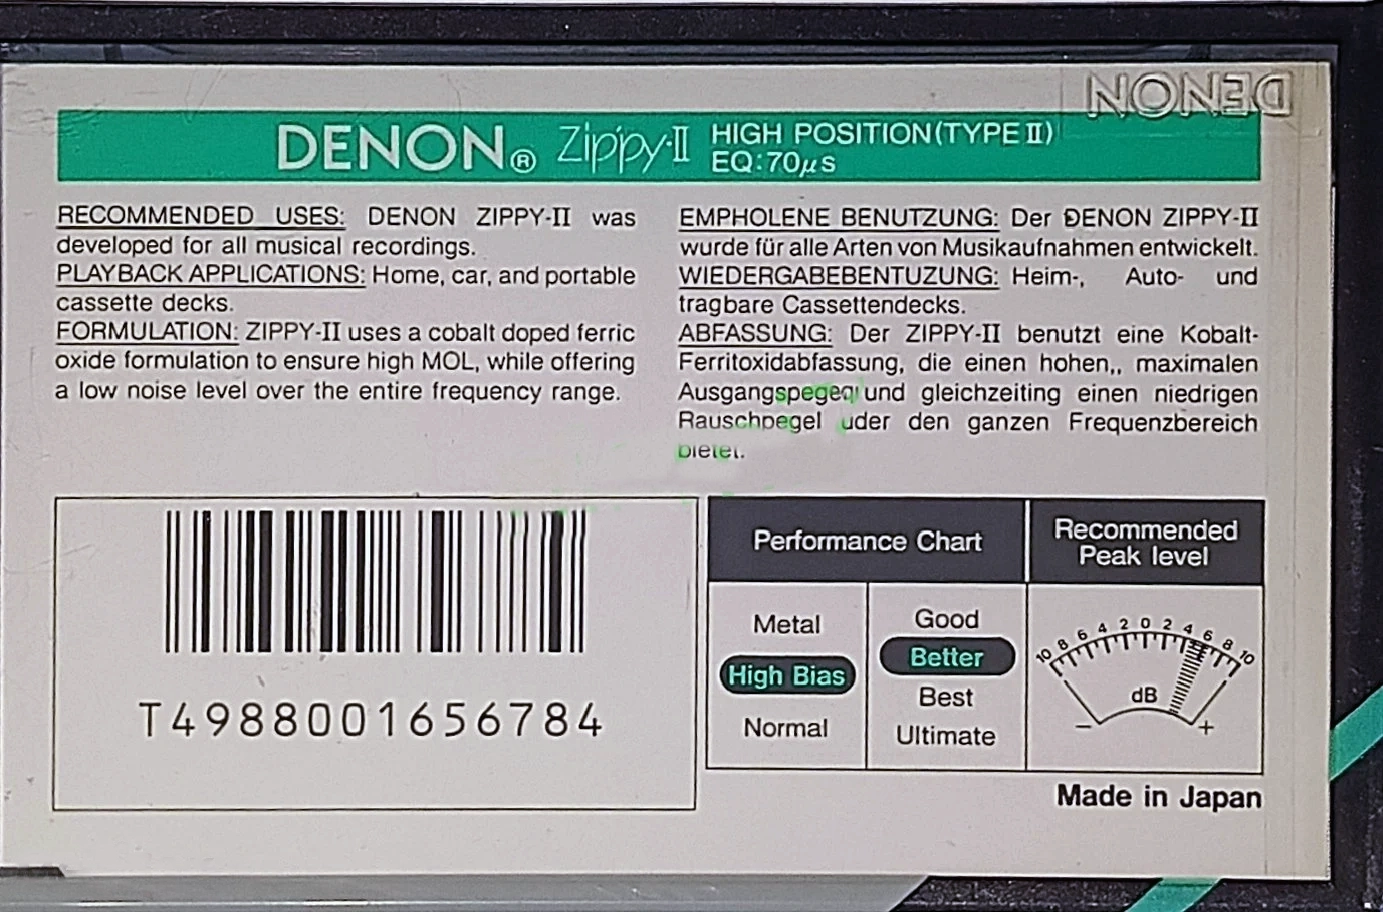 DENON
DENON® Zippy·II HIGH POSITION (TYPE II)
EQ:70µs
RECOMMENDED USES: DENON ZIPPY-II was
developed for all musical recordings.
PLAYBACK APPLICATIONS: Home, car, and portable
cassette decks.
FORMULATION: ZIPPY-II uses a cobalt doped ferric
oxide formulation to ensure high MOL, while offering
a low noise level over the entire frequency range.
EMPHOLENE BENUTZUNG: Der DENON ZIPPY-II
wurde für alle Arten von Musikaufnahmen entwickelt.
WIEDERGABEBENTUZUNG: Heim-, Auto- und
tragbare Cassettendecks.
ABFASSUNG: Der ZIPPY-II benutzt eine Kobalt-
Ferritoxidabfassung, die einen hohen,, maximalen
und gleichzeiting einen niedrigen
Rauschpegel uder den ganzen Frequenzbereich
bietet.
T4988001656784
Performance Chart
Metal
High Bias
Normal
Good
Better
Best
Ultimate
Recommended
Peak level
10 8 6 4 2 0 2 4 6 8 10
dB
− +
Made in Japan